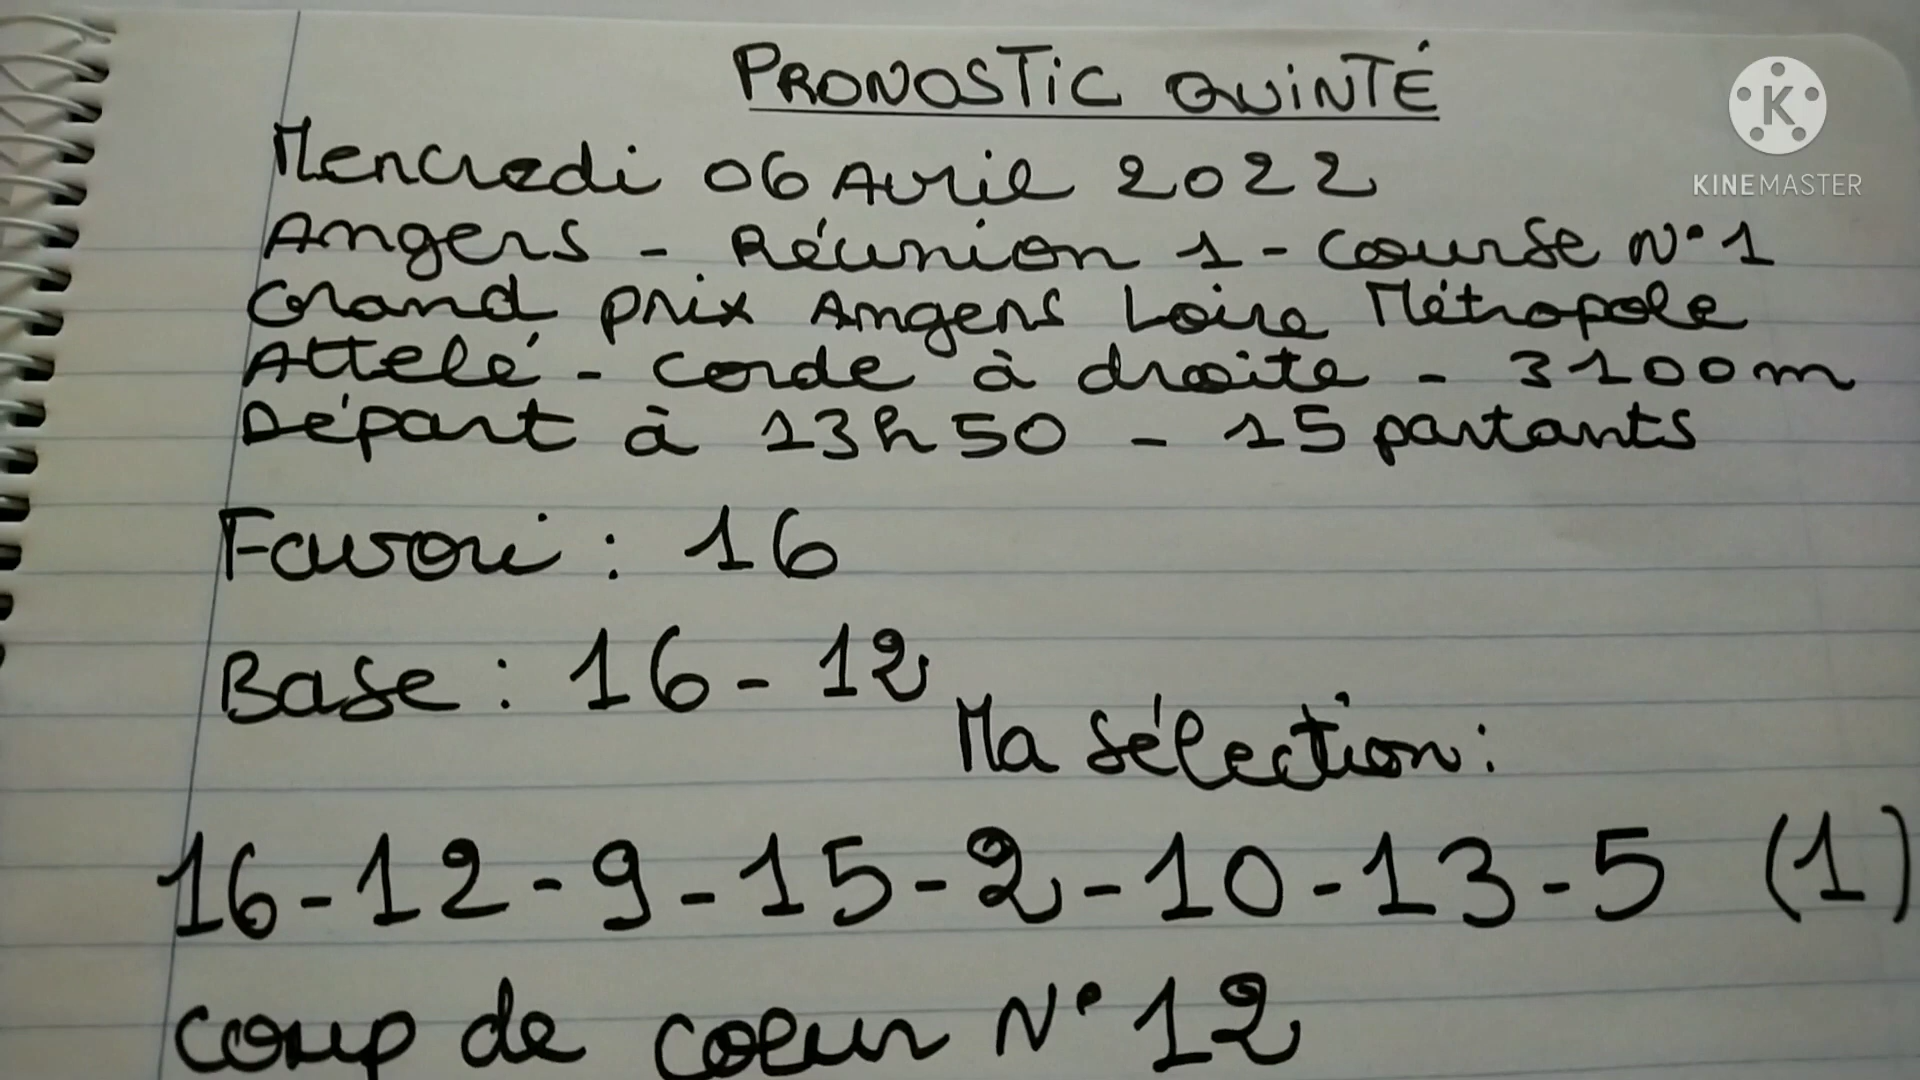 PRONOSTIC QUINTÉ
Mercredi 06 Avril 2022
Angers - Réunion 1 - Course N°1
Grand prix Angers Loire Métropole
Attelé - corde à droite - 3100m
Départ à 13h50 - 15 partants
Favori : 16
Base : 16 - 12
Ma sélection :
16 - 12 - 9 - 15 - 2 - 10 - 13 - 5 (1)
Coup de coeur N° 12
K
KINEMASTER